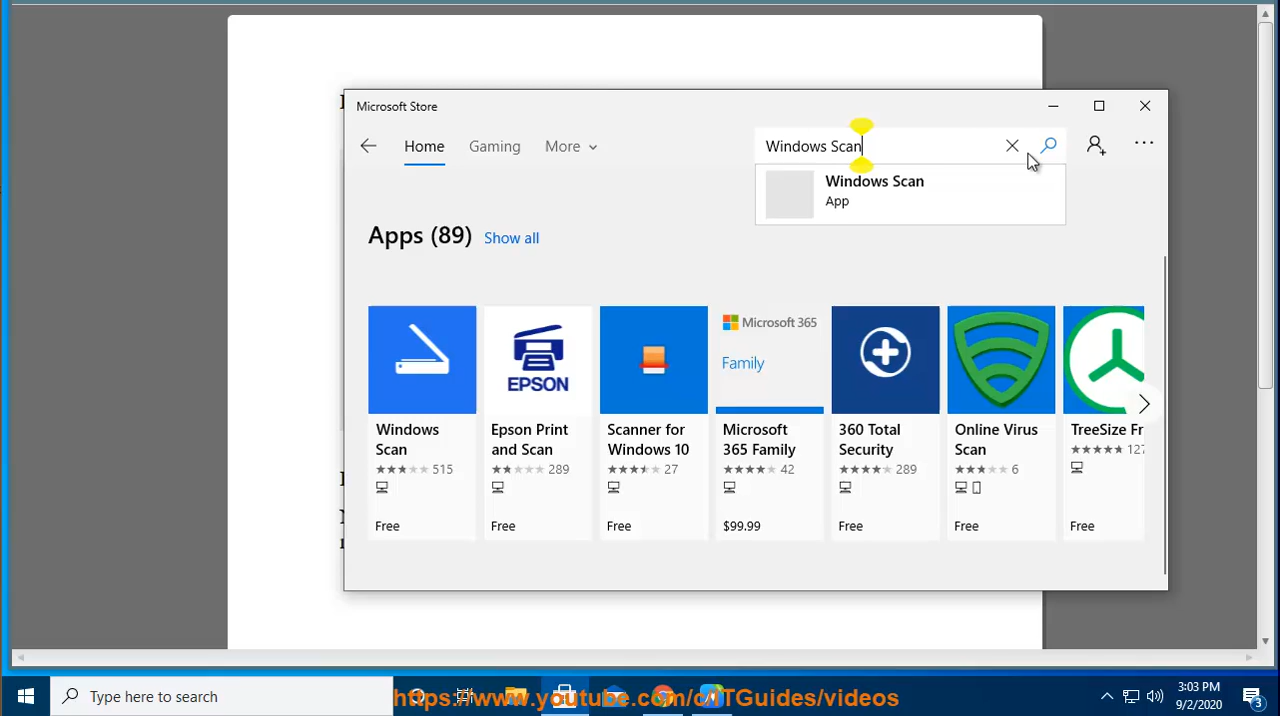 Microsoft Store
Home Gaming More
Windows Scan
Windows Scan
App
Apps (89) Show all
EPSON
Microsoft 365
Family
Windows Scan
515
Free
Epson Print and Scan
289
Free
Scanner for Windows 10
27
Free
Microsoft 365 Family
42
$99.99
360 Total Security
289
Free
Online Virus Scan
6
Free
TreeSize Fr
127
Free
Type here to search
https://www.youtube.com/c/ITGuides/videos
3:03 PM
9/2/2020
3